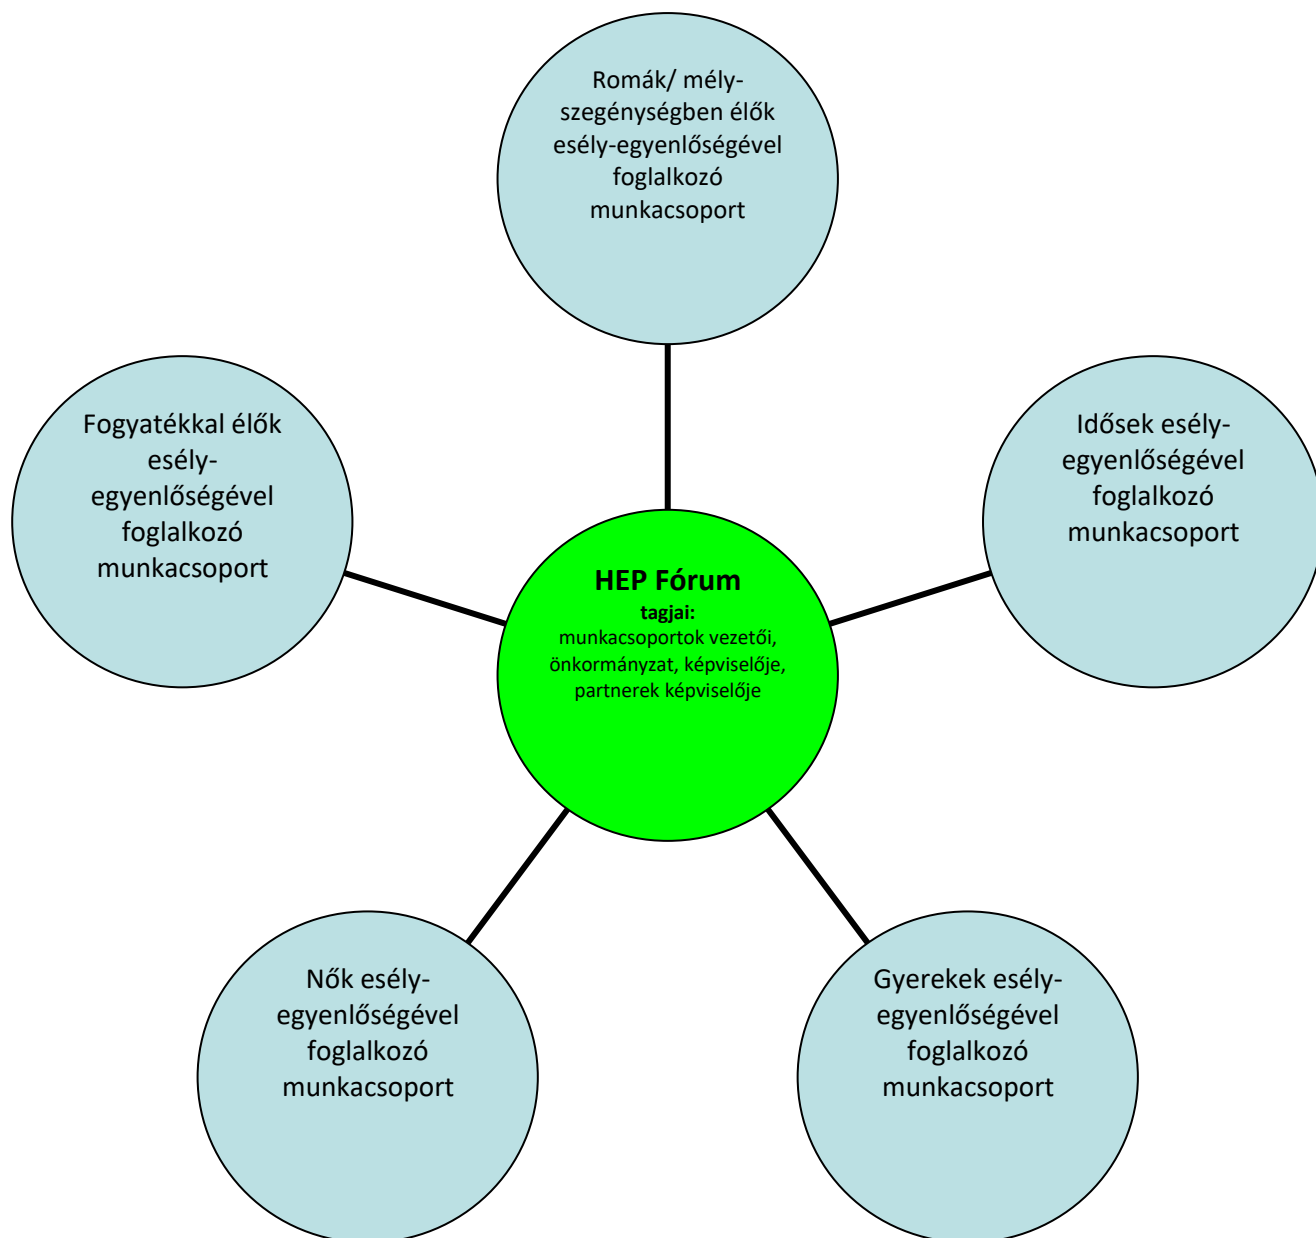 Romák/ mély-
szegénységben élők
esély-egyenlőségével
foglalkozó
munkacsoport
Fogyatékkal élők
esély-
egyenlőségével
foglalkozó
munkacsoport
Idősek esély-
egyenlőségével
foglalkozó
munkacsoport
HEP Fórum
tagjai:
munkacsoportok vezetői,
önkormányzat, képviselője,
partnerek képviselője
Nők esély-
egyenlőségével
foglalkozó
munkacsoport
Gyerekek esély-
egyenlőségével
foglalkozó
munkacsoport